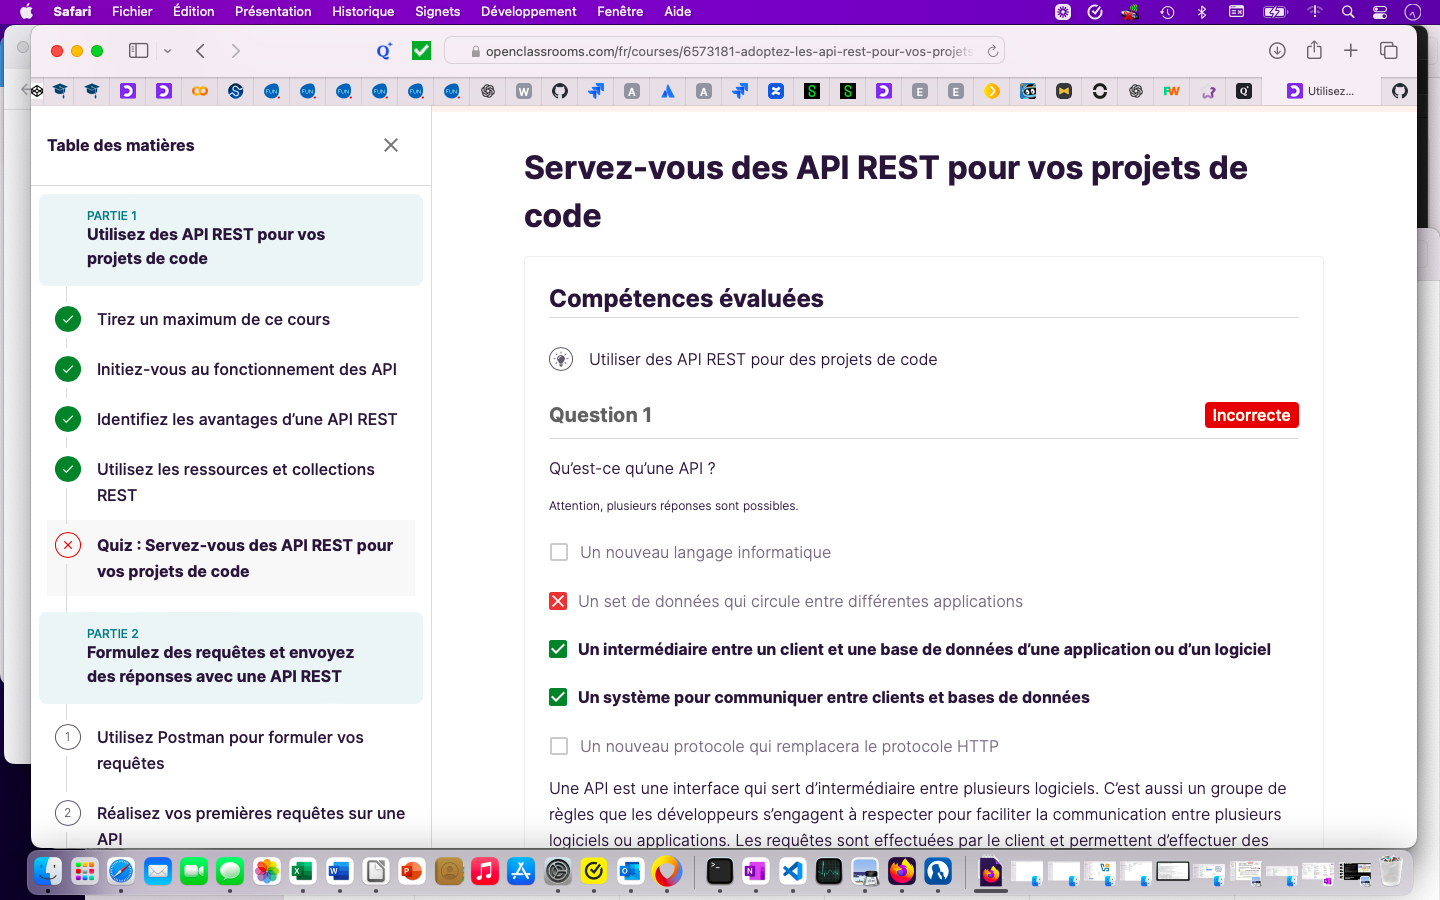 Safari Fichier Édition Présentation Historique Signets Développement Fenêtre Aide
openclassrooms.com/fr/courses/6573181-adoptez-les-api-rest-pour-vos-projets
Utilisez...
Table des matières
PARTIE 1
Utilisez des API REST pour vos
projets de code
Tirez un maximum de ce cours
Initiez-vous au fonctionnement des API
Identifiez les avantages d’une API REST
Utilisez les ressources et collections
REST
Quiz : Servez-vous des API REST pour
vos projets de code
PARTIE 2
Formulez des requêtes et envoyez
des réponses avec une API REST
1
Utilisez Postman pour formuler vos
requêtes
2
Réalisez vos premières requêtes sur une
API
Servez-vous des API REST pour vos projets de
code
Compétences évaluées
Utiliser des API REST pour des projets de code
Question 1
Incorrecte
Qu’est-ce qu’une API ?
Attention, plusieurs réponses sont possibles.
Un nouveau langage informatique
Un set de données qui circule entre différentes applications
Un intermédiaire entre un client et une base de données d’une application ou d’un logiciel
Un système pour communiquer entre clients et bases de données
Un nouveau protocole qui remplacera le protocole HTTP
Une API est une interface qui sert d’intermédiaire entre plusieurs logiciels. C’est aussi un groupe de
règles que les développeurs s’engagent à respecter pour faciliter la communication entre plusieurs
logiciels ou applications. Les requêtes sont effectuées par le client et permettent d’effectuer des